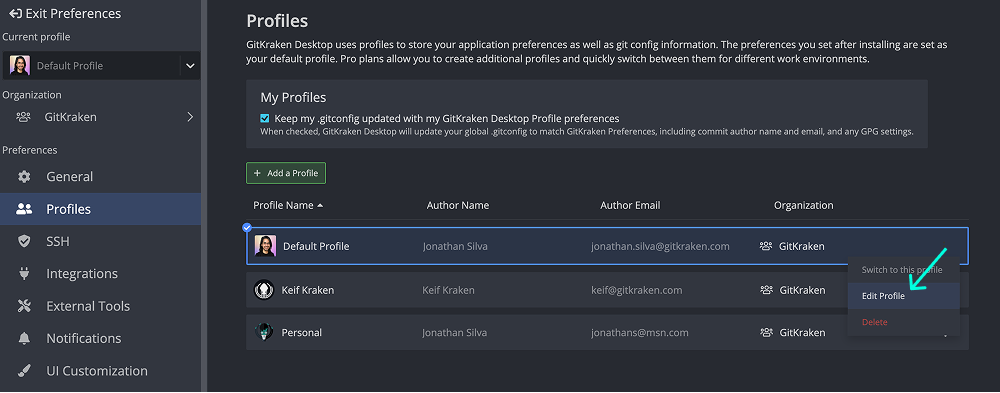 Exit Preferences
Current profile
Default Profile
Organization
GitKraken
Preferences
General
Profiles
SSH
Integrations
External Tools
Notifications
UI Customization
Profiles
GitKraken Desktop uses profiles to store your application preferences as well as git config information. The preferences you set after installing are set as
your default profile. Pro plans allow you to create additional profiles and quickly switch between them for different work environments.
My Profiles
Keep my .gitconfig updated with my GitKraken Desktop Profile preferences
When checked, GitKraken Desktop will update your global .gitconfig to match GitKraken Preferences, including commit author name and email, and any GPG settings.
+ Add a Profile
Profile Name Author Name Author Email Organization
Default Profile Jonathan Silva jonathan.silva@gitkraken.com GitKraken
Keif Kraken Keif Kraken keif@gitkraken.com GitKraken
Personal Jonathan Silva jonathans@msn.com GitKraken
Switch to this profile
Edit Profile
Delete